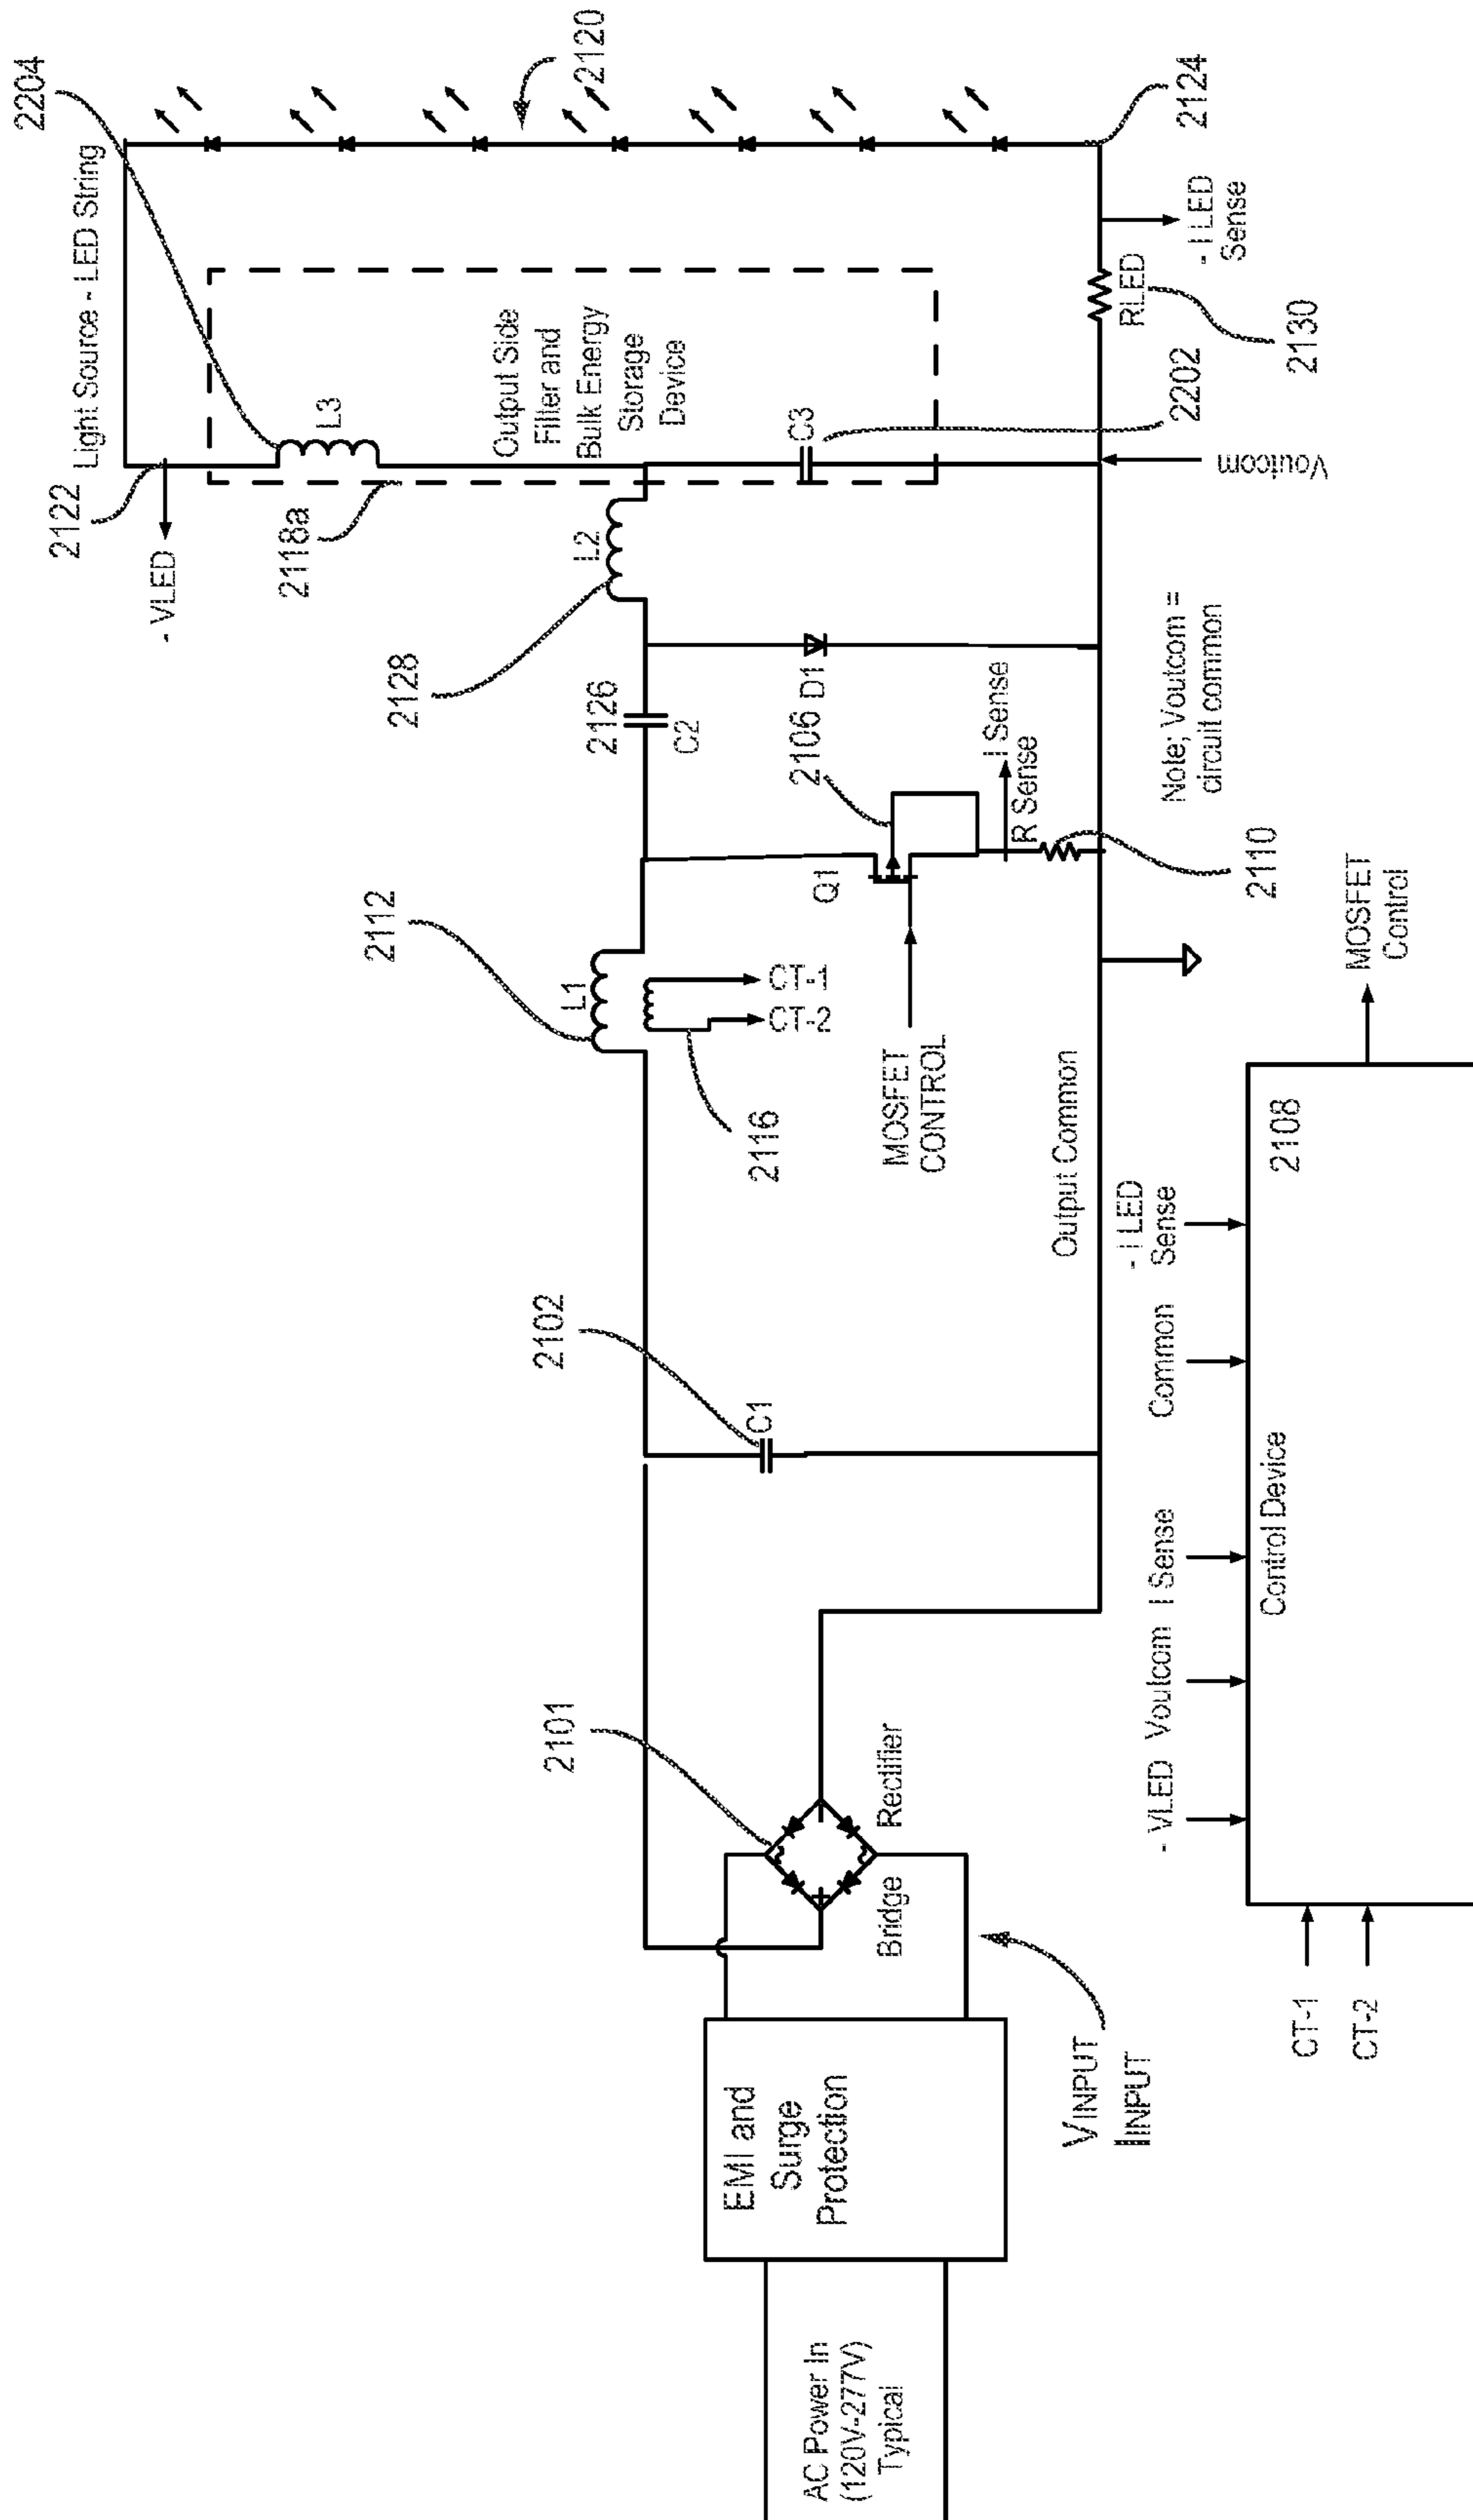 2204
Light Source - LED String
2120
2122
- VLED
2118a
L3
Output Side
Filler and
Bulk Energy
Storage
Device
C3
2202
2124
- I LED
Sense
RLED
2130
Voutcom
2128
L2
2126
C2
2106
D1
I Sense
R Sense
Q1
2110
Note; Voutcom =
circuit common
2112
L1
CT-1
CT-2
2116
MOSFET
CONTROL
Output Common
2102
C1
2101
Bridge
Rectifier
EMI and
Surge
Protection
VINPUT
IINPUT
AC Power In
(120V-277V)
Typical
- VLED
Voutcom
I Sense
Common
- I LED
Sense
CT-1
CT-2
Control Device
2108
MOSFET
Control